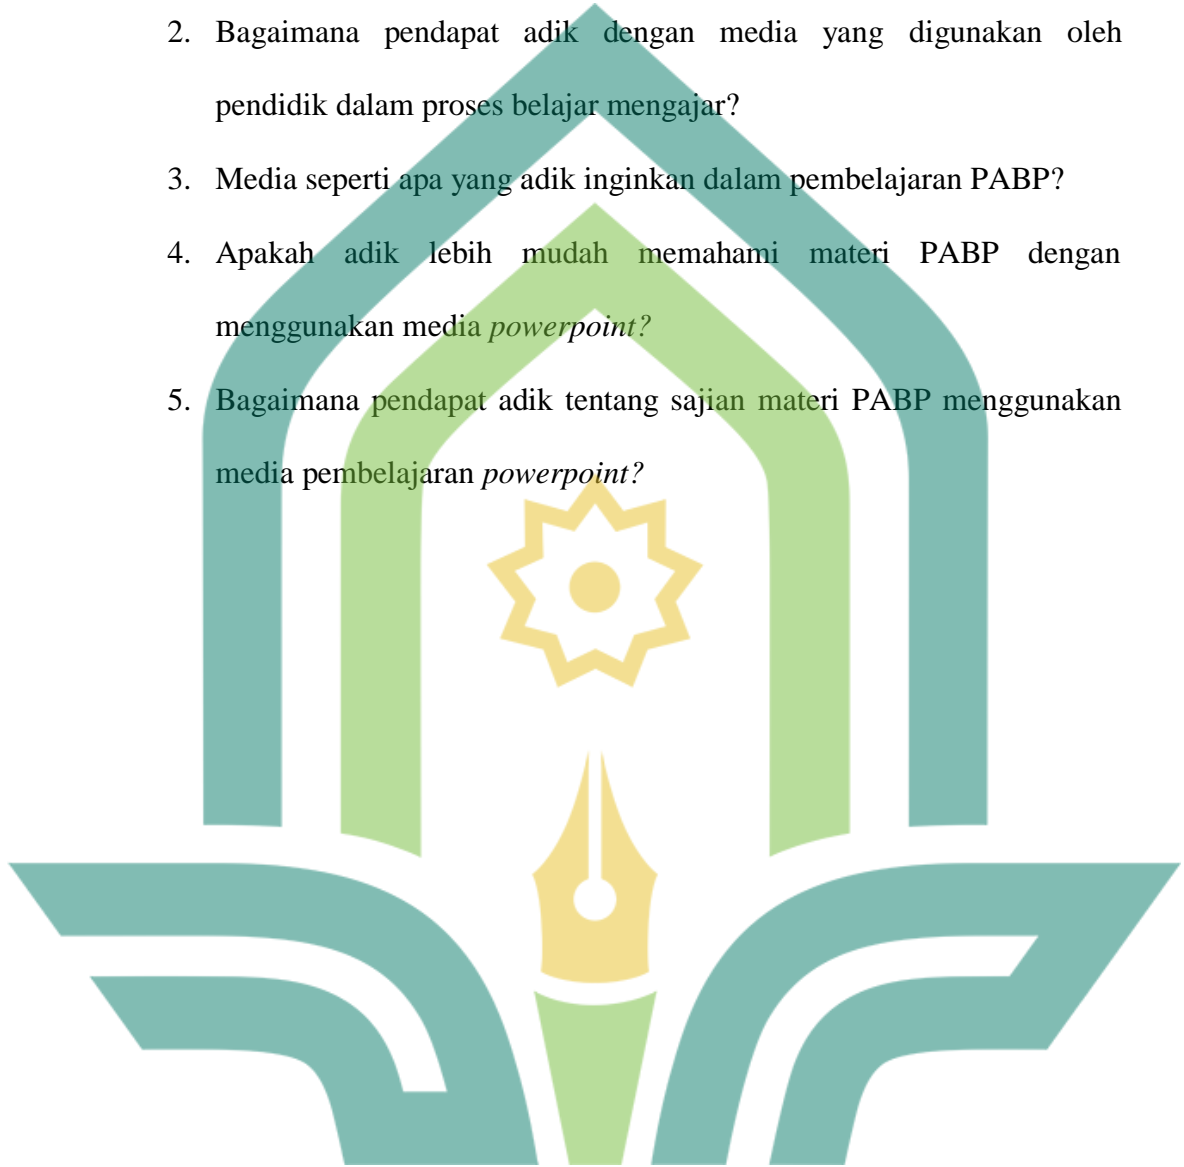 2. Bagaimana pendapat adik dengan media yang digunakan oleh
pendidik dalam proses belajar mengajar?
3. Media seperti apa yang adik inginkan dalam pembelajaran PABP?
4. Apakah adik lebih mudah memahami materi PABP dengan
menggunakan media powerpoint?
5. Bagaimana pendapat adik tentang sajian materi PABP menggunakan
media pembelajaran powerpoint?